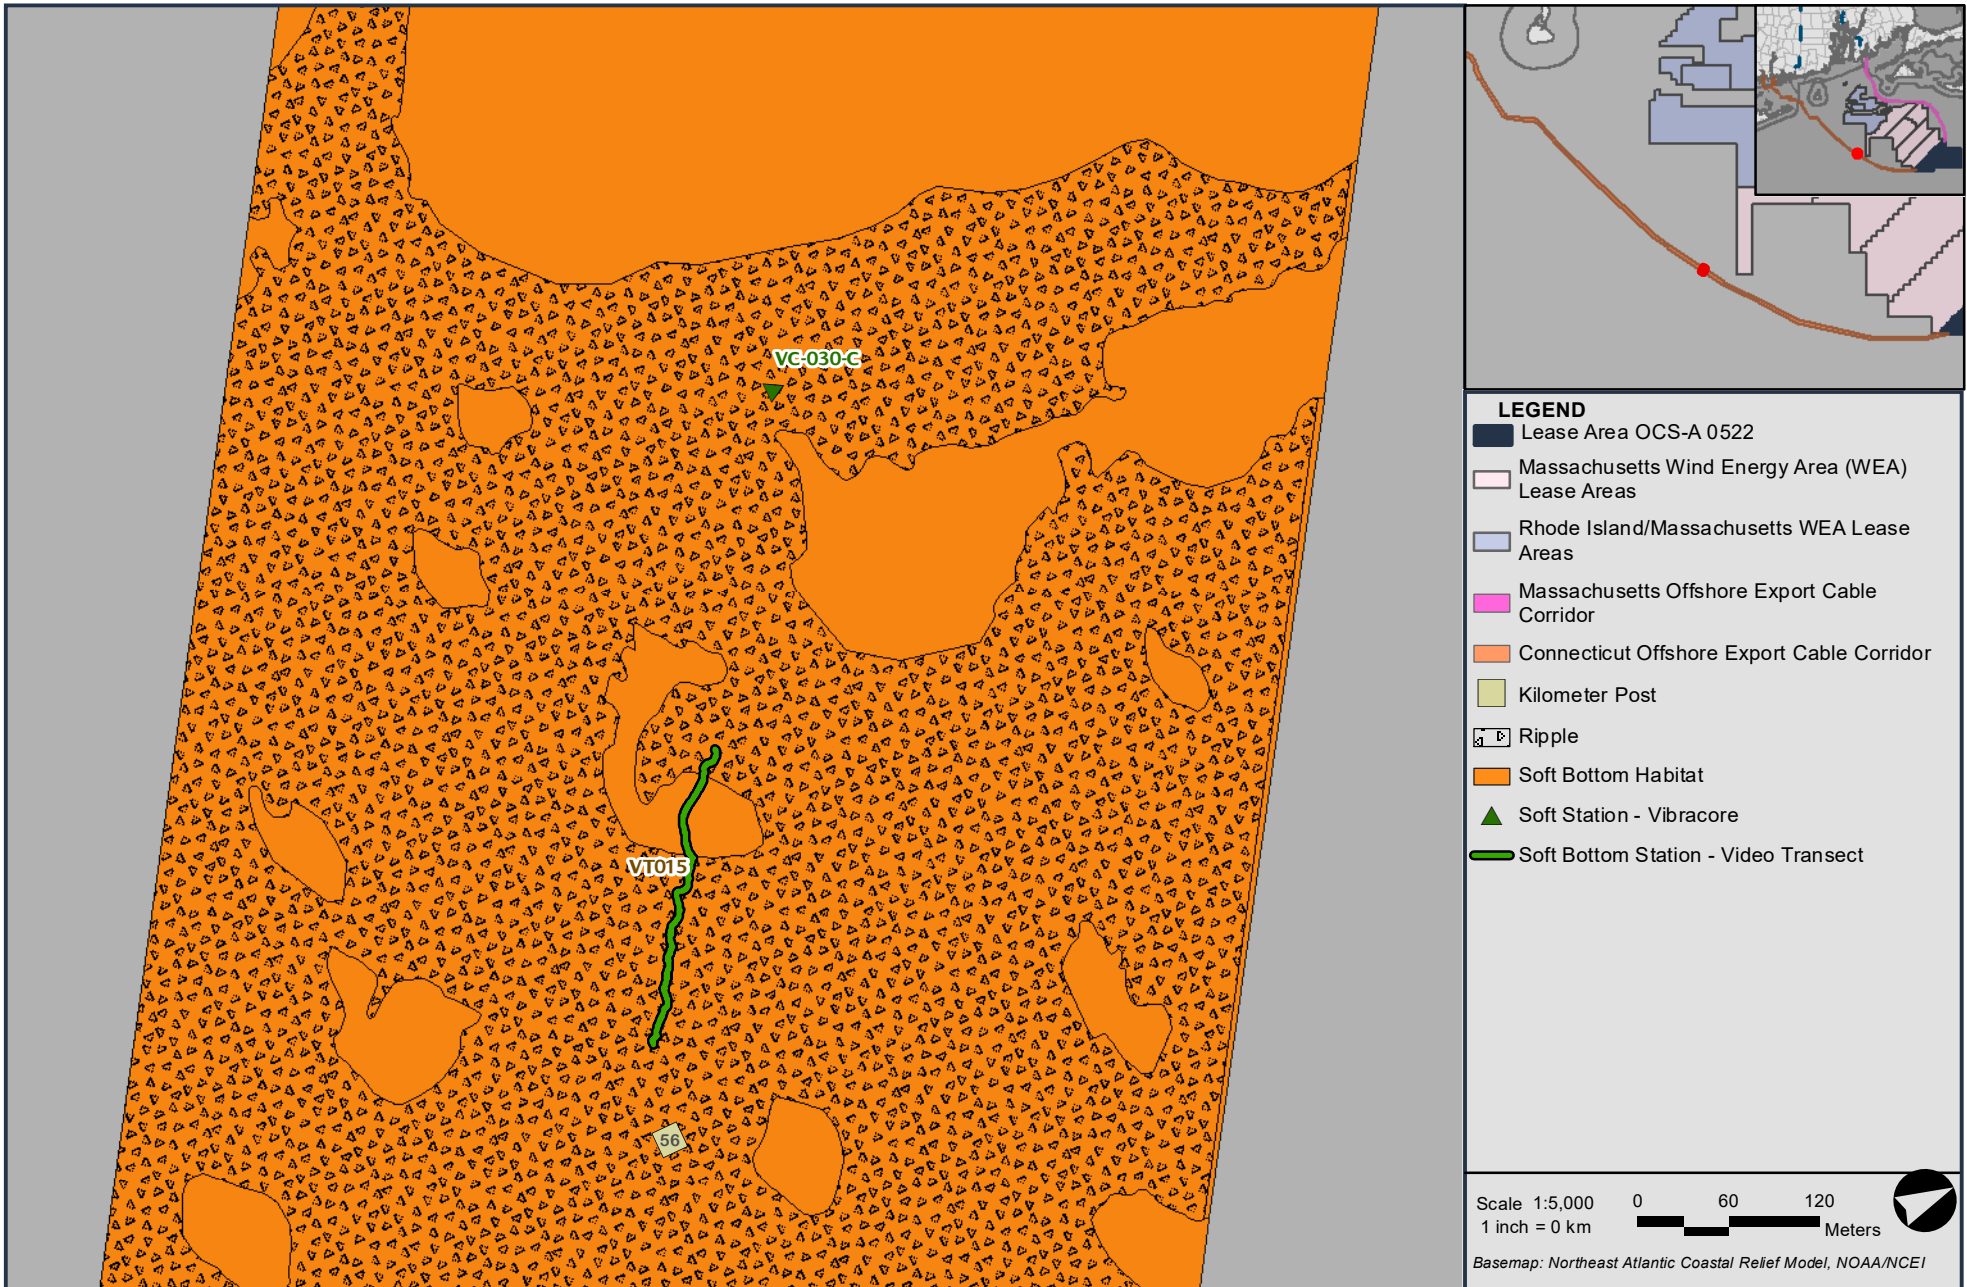 VC-030-C
VT015
56
LEGEND
Lease Area OCS-A 0522
Massachusetts Wind Energy Area (WEA)
Lease Areas
Rhode Island/Massachusetts WEA Lease
Areas
Massachusetts Offshore Export Cable
Corridor
Connecticut Offshore Export Cable Corridor
Kilometer Post
Ripple
Soft Bottom Habitat
Soft Station - Vibracore
Soft Bottom Station - Video Transect
Scale 1:5,000
1 inch = 0 km
0 60 120
Meters
Basemap: Northeast Atlantic Coastal Relief Model, NOAA/NCEI